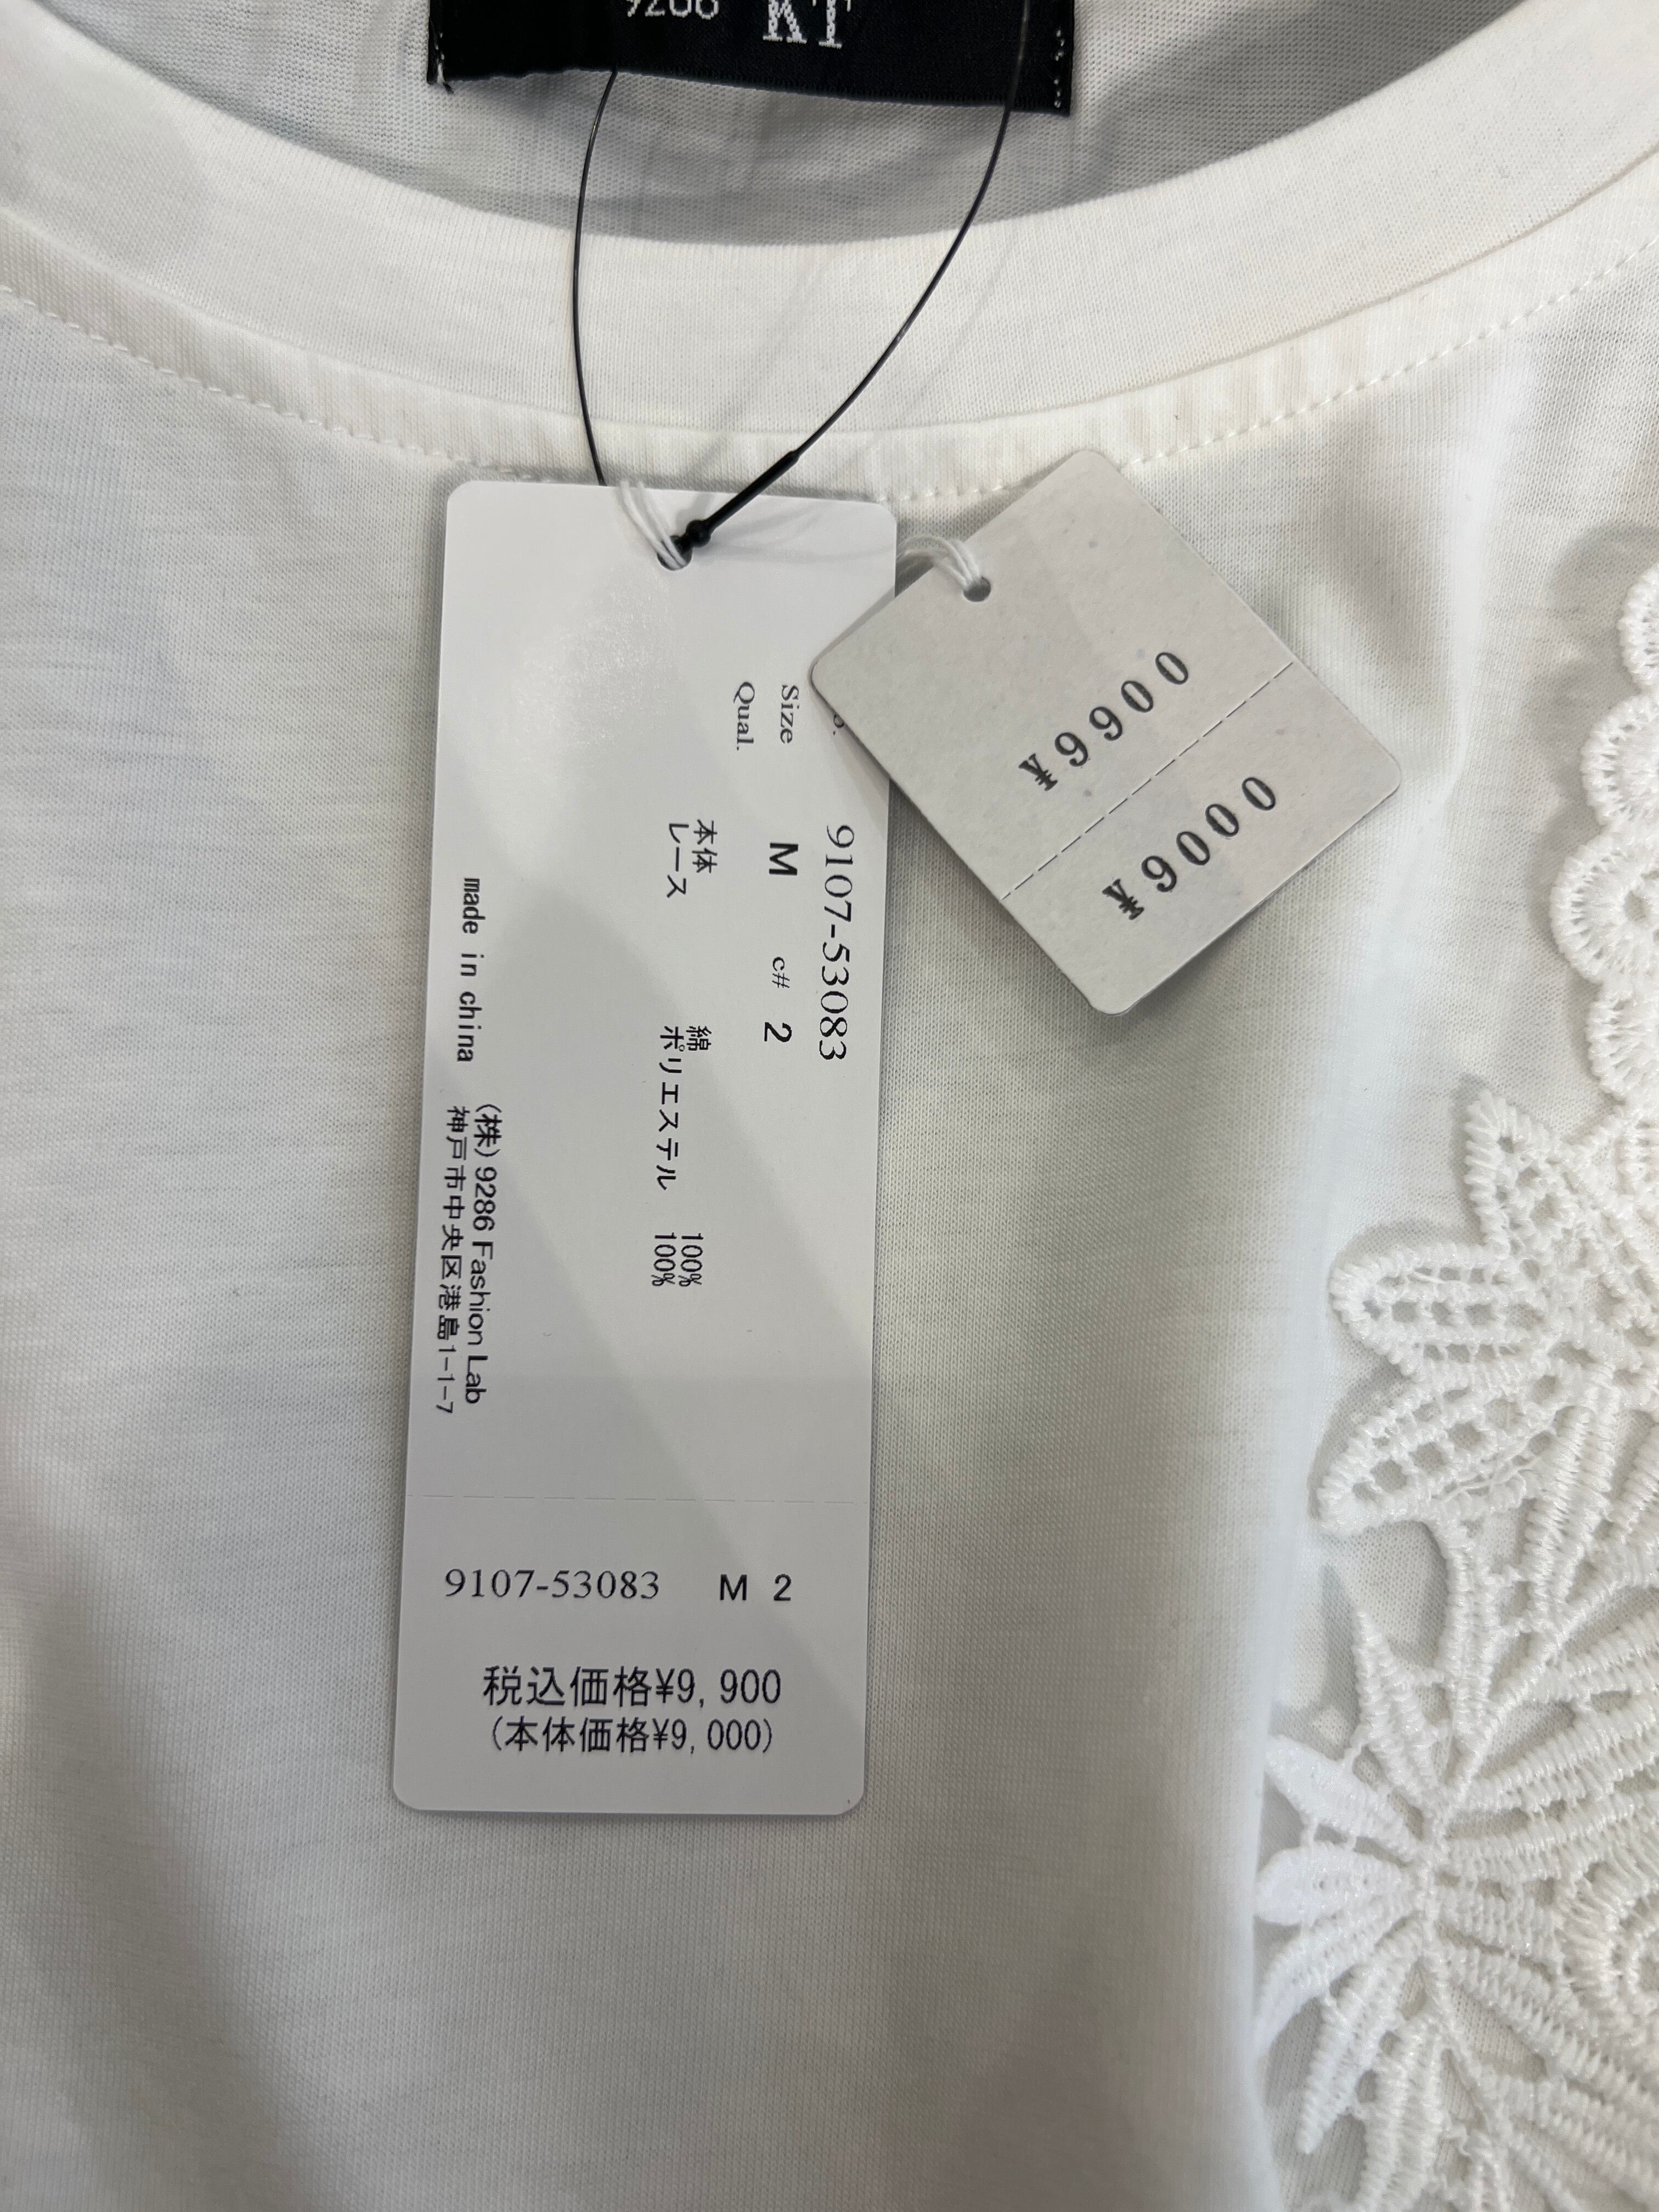 KT
9107-53083
Size M c# 2
Qual.
本体 綿 100%
レース ポリエステル 100%
(株) 9286 Fashion Lab
made in china 神戸市中央区港島1-1-7
9107-53083 M 2
税込価格¥9,900
(本体価格¥9,000)
¥9900
¥9000